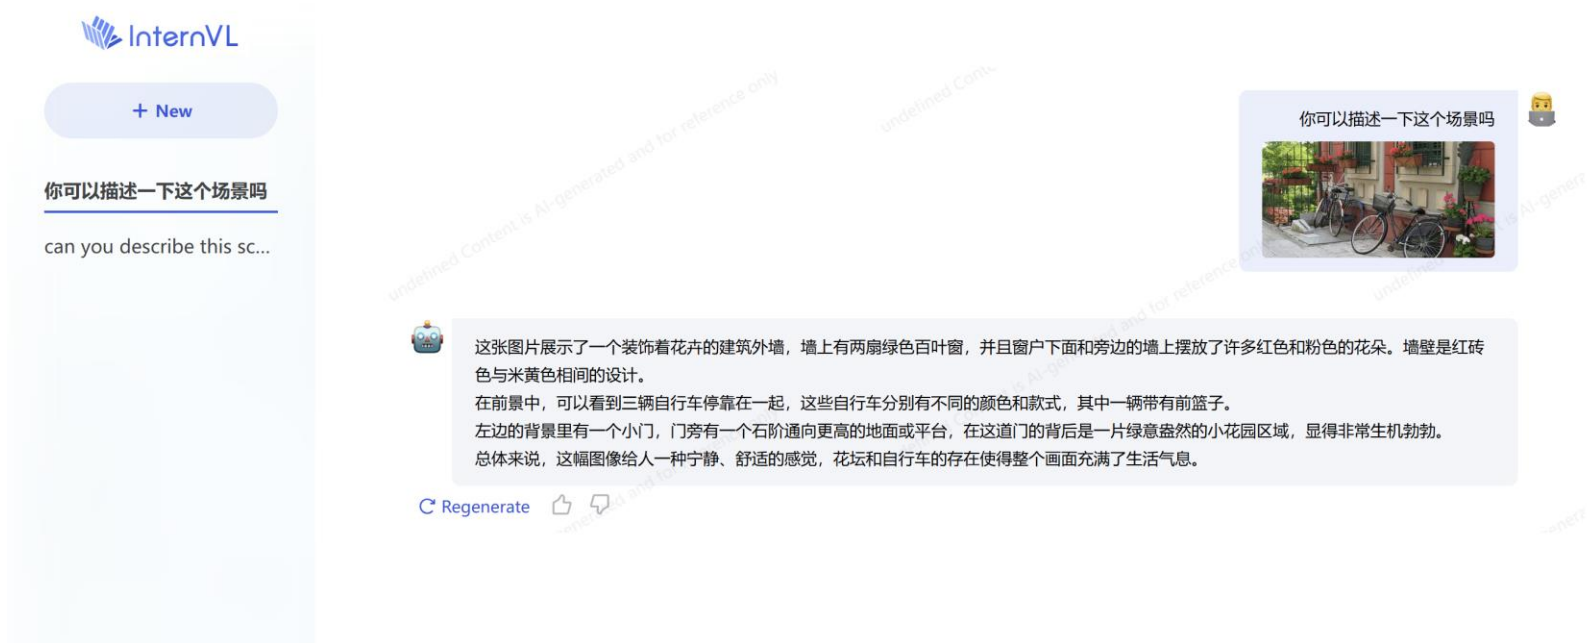 InternVL
+ New
你可以描述一下这个场景吗
can you describe this sc...
你可以描述一下这个场景吗
这张图片展示了一个装饰着花卉的建筑外墙，墙上有两扇绿色百叶窗，并且窗户下面和旁边的墙上摆放了许多红色和粉色的花朵。墙壁是红砖
色与米黄色相间的设计。
在前景中，可以看到三辆自行车停靠在一起，这些自行车分别有不同的颜色和款式，其中一辆带有前篮子。
左边的背景里有一个小门，门旁有一个石阶通向更高的地面或平台，在这道门的背后是一片绿意盎然的小花园区域，显得非常生机勃勃。
总体来说，这幅图像给人一种宁静、舒适的感觉，花坛和自行车的存在使得整个画面充满了生活气息。
Regenerate
undefined Content is AI-generated and for reference only